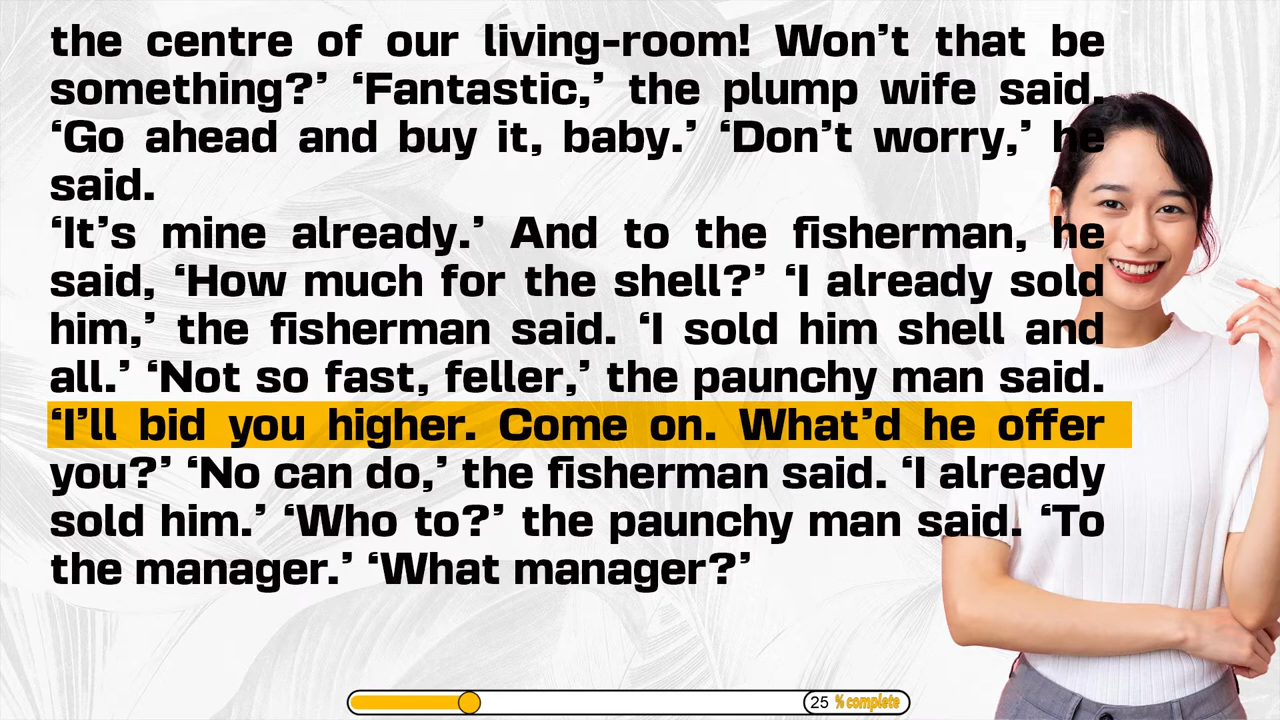 the centre of our living-room! Won’t that be
something?’ ‘Fantastic,’ the plump wife said.
‘Go ahead and buy it, baby.’ ‘Don’t worry,’ he
said.
‘It’s mine already.’ And to the fisherman, he
said, ‘How much for the shell?’ ‘I already sold
him,’ the fisherman said. ‘I sold him shell and
all.’ ‘Not so fast, feller,’ the paunchy man said.
‘I’ll bid you higher. Come on. What’d he offer
you?’ ‘No can do,’ the fisherman said. ‘I already
sold him.’ ‘Who to?’ the paunchy man said. ‘To
the manager.’ ‘What manager?’
25 % complete